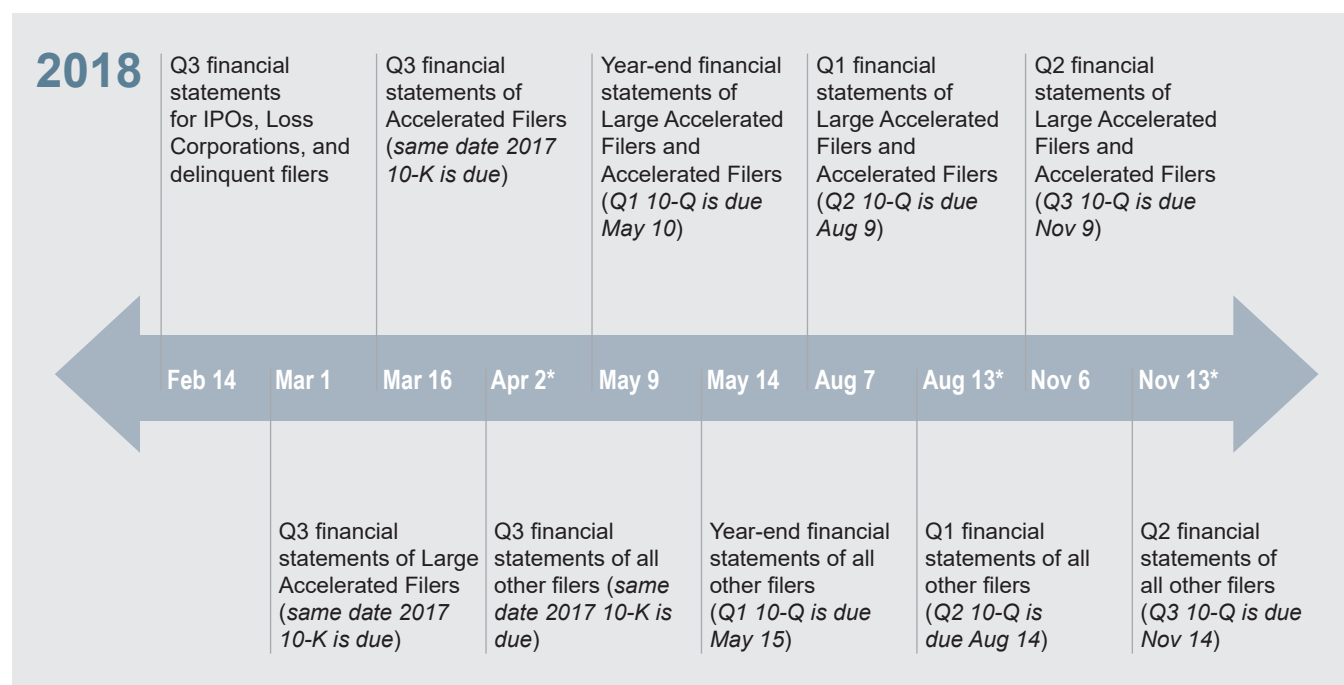 2018
Q3 financial
statements
for IPOs, Loss
Corporations, and
delinquent filers
Q3 financial
statements of
Accelerated Filers
(same date 2017
10-K is due)
Year-end financial
statements of
Large Accelerated
Filers and
Accelerated Filers
(Q1 10-Q is due
May 10)
Q1 financial
statements of
Large Accelerated
Filers and
Accelerated Filers
(Q2 10-Q is due
Aug 9)
Q2 financial
statements of
Large Accelerated
Filers and
Accelerated Filers
(Q3 10-Q is due
Nov 9)
Feb 14 Mar 1 Mar 16 Apr 2* May 9 May 14 Aug 7 Aug 13* Nov 6 Nov 13*
Q3 financial
statements of Large
Accelerated Filers
(same date 2017
10-K is due)
Q3 financial
statements of all
other filers (same
date 2017 10-K is
due)
Year-end financial
statements of all
other filers
(Q1 10-Q is due
May 15)
Q1 financial
statements of all
other filers
(Q2 10-Q is
due Aug 14)
Q2 financial
statements of
all other filers
(Q3 10-Q is due
Nov 14)